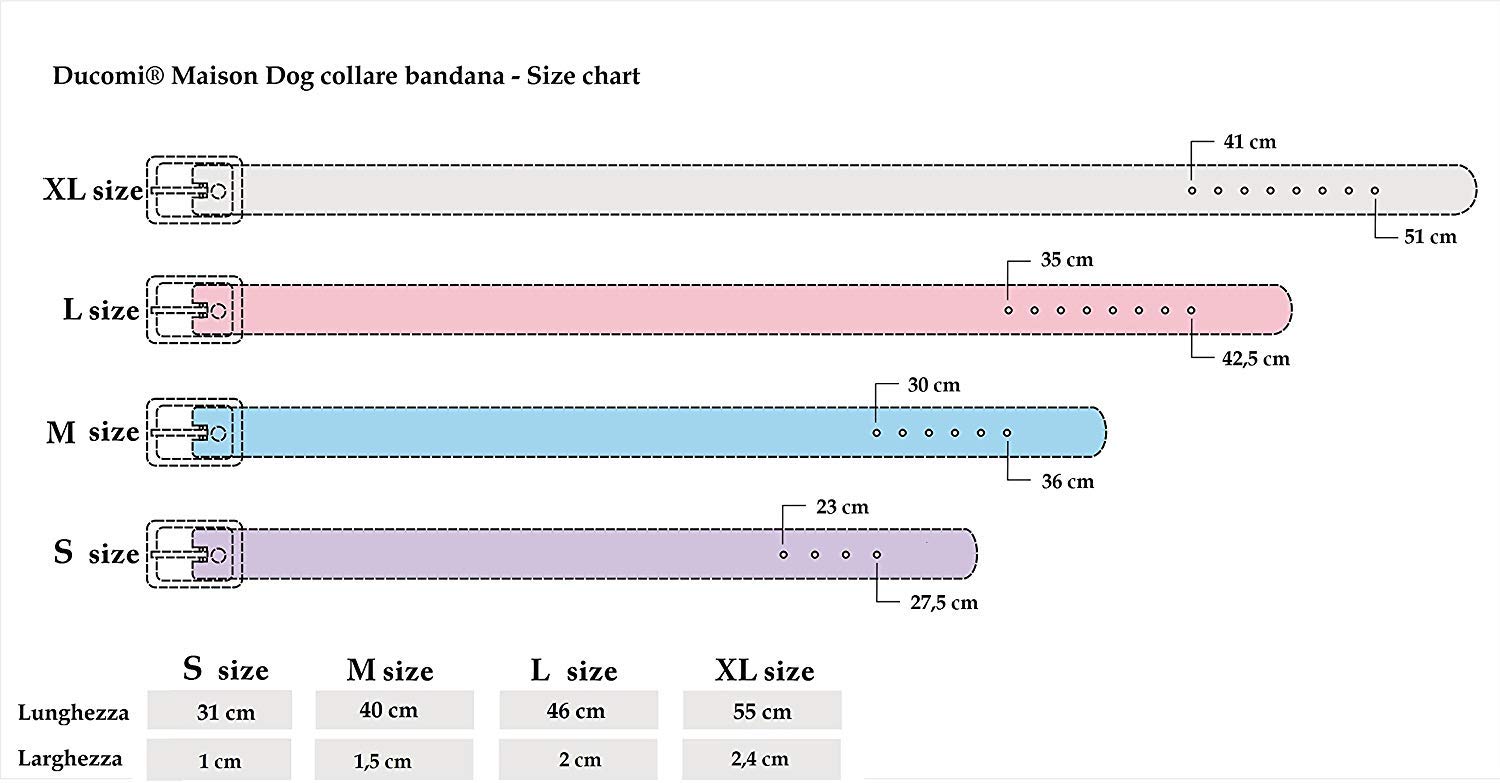 Ducomi® Maison Dog collare bandana - Size chart
41 cm
XL size
51 cm
35 cm
L size
42,5 cm
30 cm
M size
36 cm
23 cm
S size
27,5 cm
S size M size L size XL size
Lunghezza 31 cm 40 cm 46 cm 55 cm
Larghezza 1 cm 1,5 cm 2 cm 2,4 cm